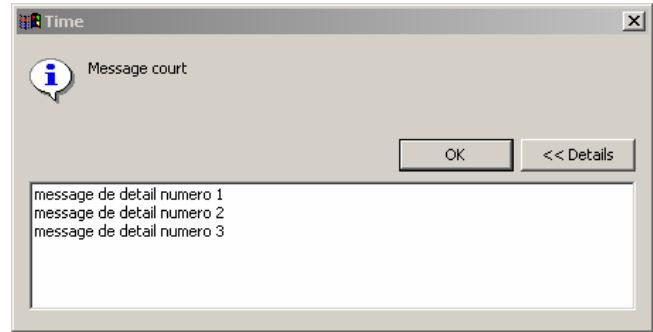 Time
Message court
OK
<< Details
message de detail numero 1
message de detail numero 2
message de detail numero 3